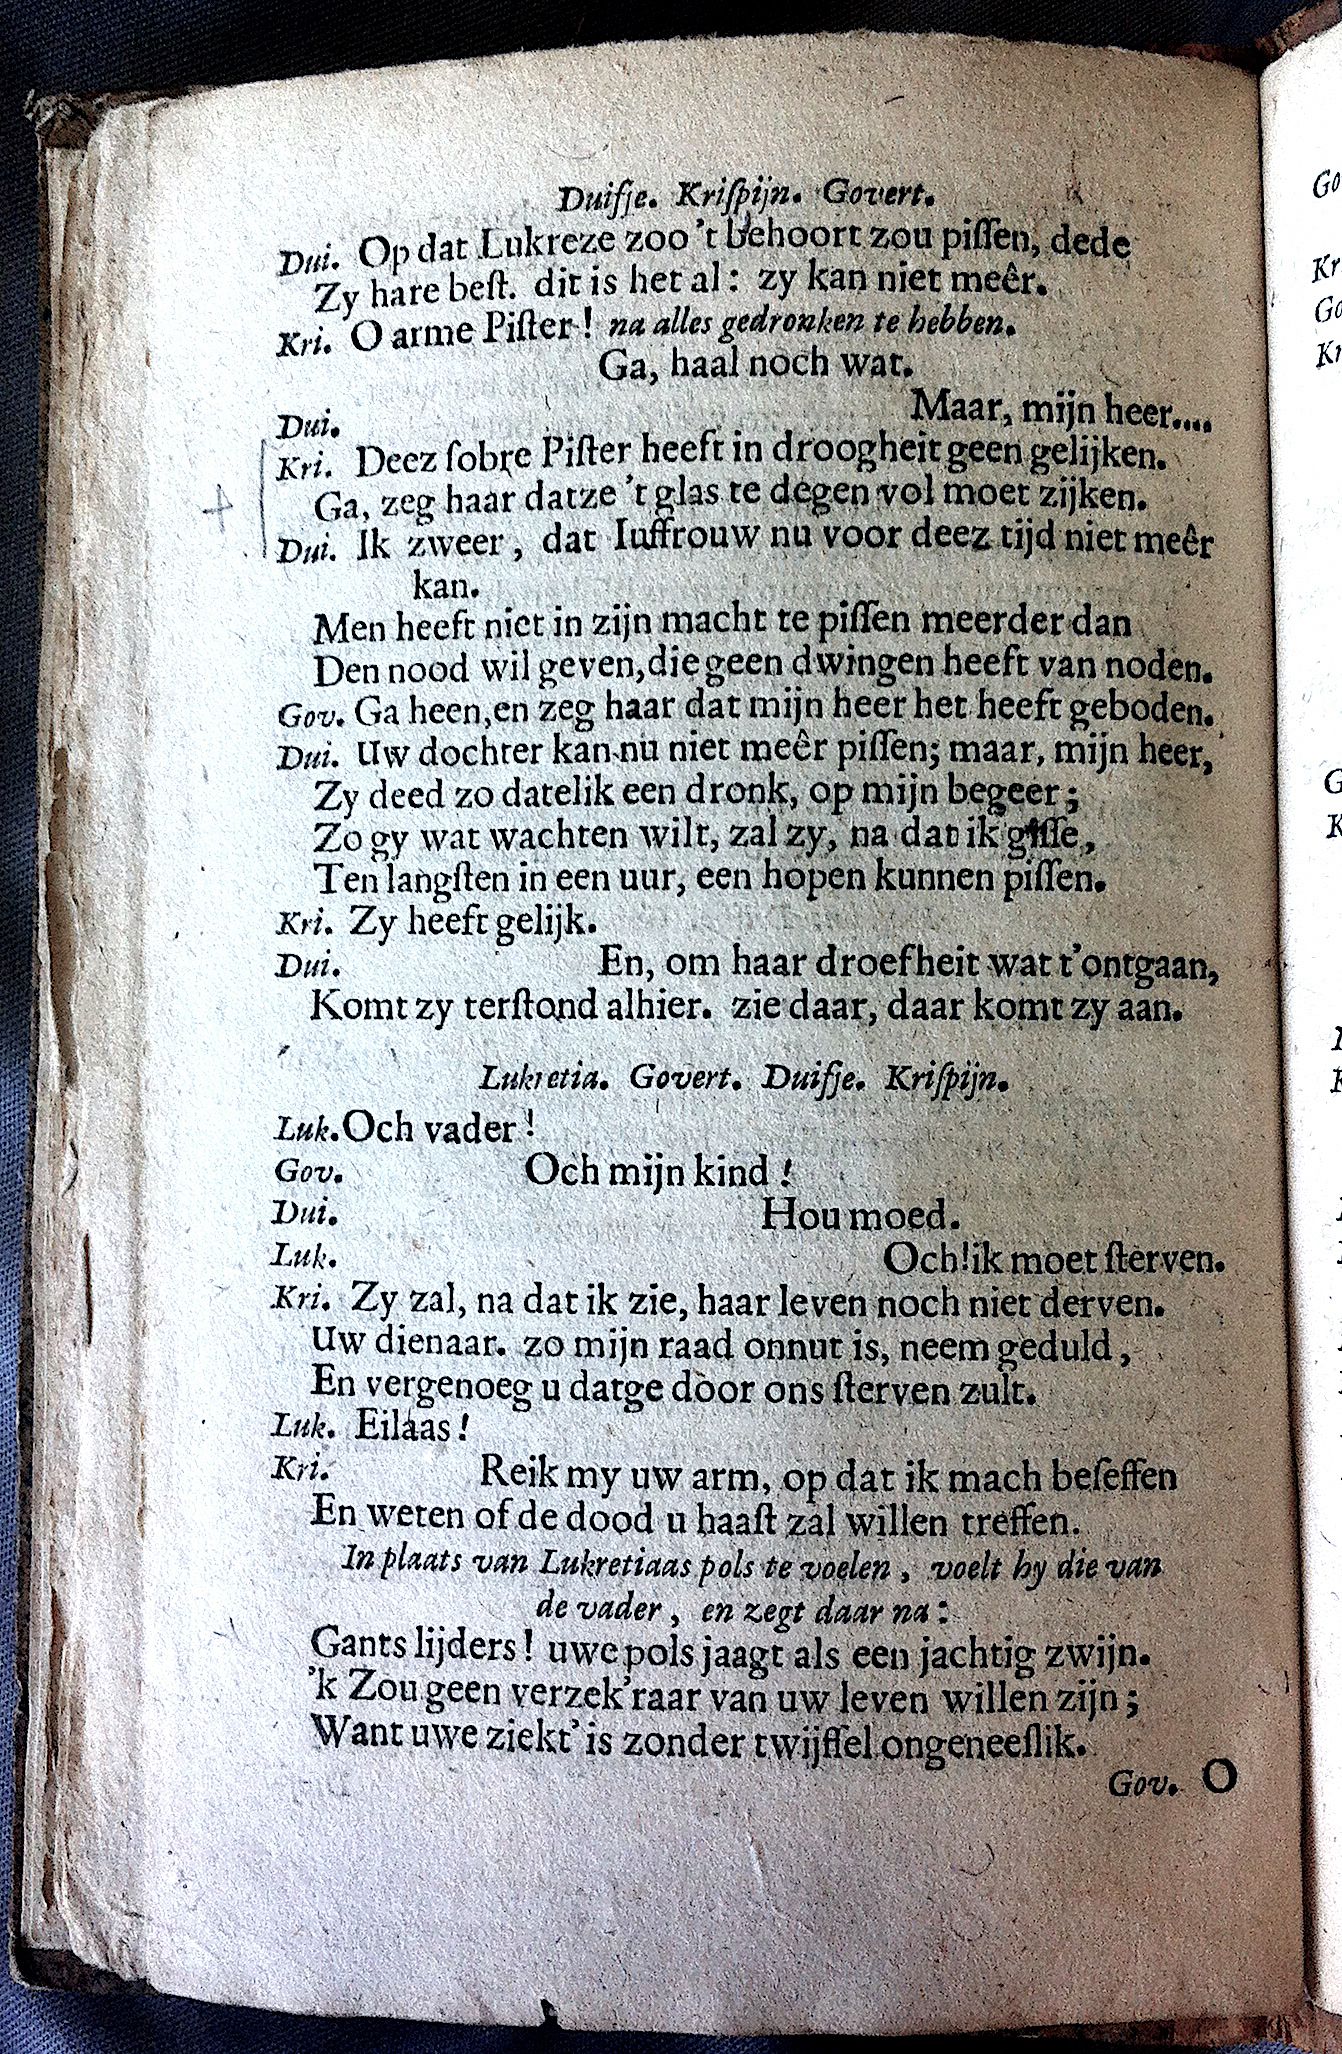 Duifje. Kriſpijn. Govert.
Dui. Op dat Lukreze zoo 't behoort zou piſſen, dede
Zy hare beſt. dit is het al: zy kan niet meêr.
Kri. O arme Piſter! na alles gedronken te hebben.
Ga, haal noch wat.
Dui. Maar, mijn heer....
Kri. Deez ſobre Piſter heeft in droogheit geen gelijken.
Ga, zeg haar datze 't glas te degen vol moet zijken.
Dui. Ik zweer, dat Iuffrouw nu voor deez tijd niet meêr
kan.
Men heeft niet in zijn macht te piſſen meerder dan
Den nood wil geven, die geen dwingen heeft van noden.
Gov. Ga heen, en zeg haar dat mijn heer het heeft geboden.
Dui. Uw dochter kan nu niet meêr piſſen; maar, mijn heer,
Zy deed zo datelik een dronk, op mijn begeer;
Zo gy wat wachten wilt, zal zy, na dat ik giſſe,
Ten langſten in een uur, een hopen kunnen piſſen.
Kri. Zy heeft gelijk.
Dui. En, om haar droefheit wat t'ontgaan,
Komt zy terſtond alhier. zie daar, daar komt zy aan.
Lukretia. Govert. Duifje. Kriſpijn.
Luk. Och vader!
Gov. Och mijn kind!
Dui. Hou moed.
Luk. Och! ik moet ſterven.
Kri. Zy zal, na dat ik zie, haar leven noch niet derven.
Uw dienaar. zo mijn raad onnut is, neem geduld,
En vergenoeg u datge door ons ſterven zult.
Luk. Eilaas!
Kri. Reik my uw arm, op dat ik mach beſeffen
En weten of de dood u haaſt zal willen treffen.
In plaats van Lukretiaas pols te voelen, voelt hy die van
de vader, en zegt daar na:
Gants lijders! uwe pols jaagt als een jachtig zwijn.
'k Zou geen verzek'raar van uw leven willen zijn;
Want uwe ziekt' is zonder twijffel ongeneeſlik.
Gov. O
Go
Kr
Go
Kr
G
K
K